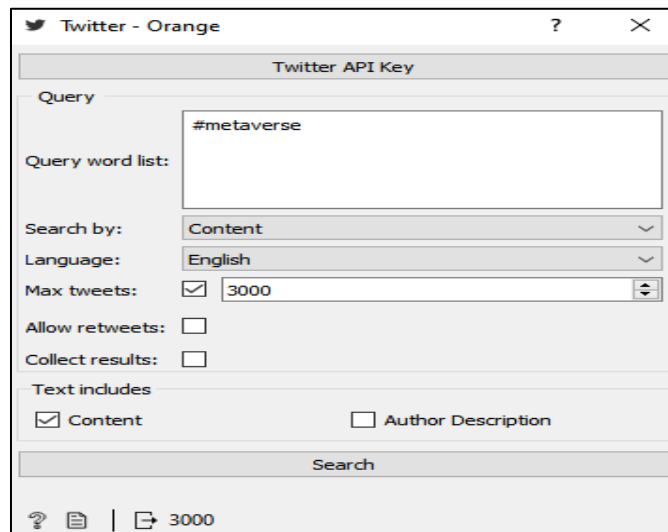 Twitter - Orange ?
Twitter API Key
Query
Query word list: #metaverse
Search by: Content
Language: English
Max tweets: 3000
Allow retweets:
Collect results:
Text includes
Content Author Description
Search
? 3000